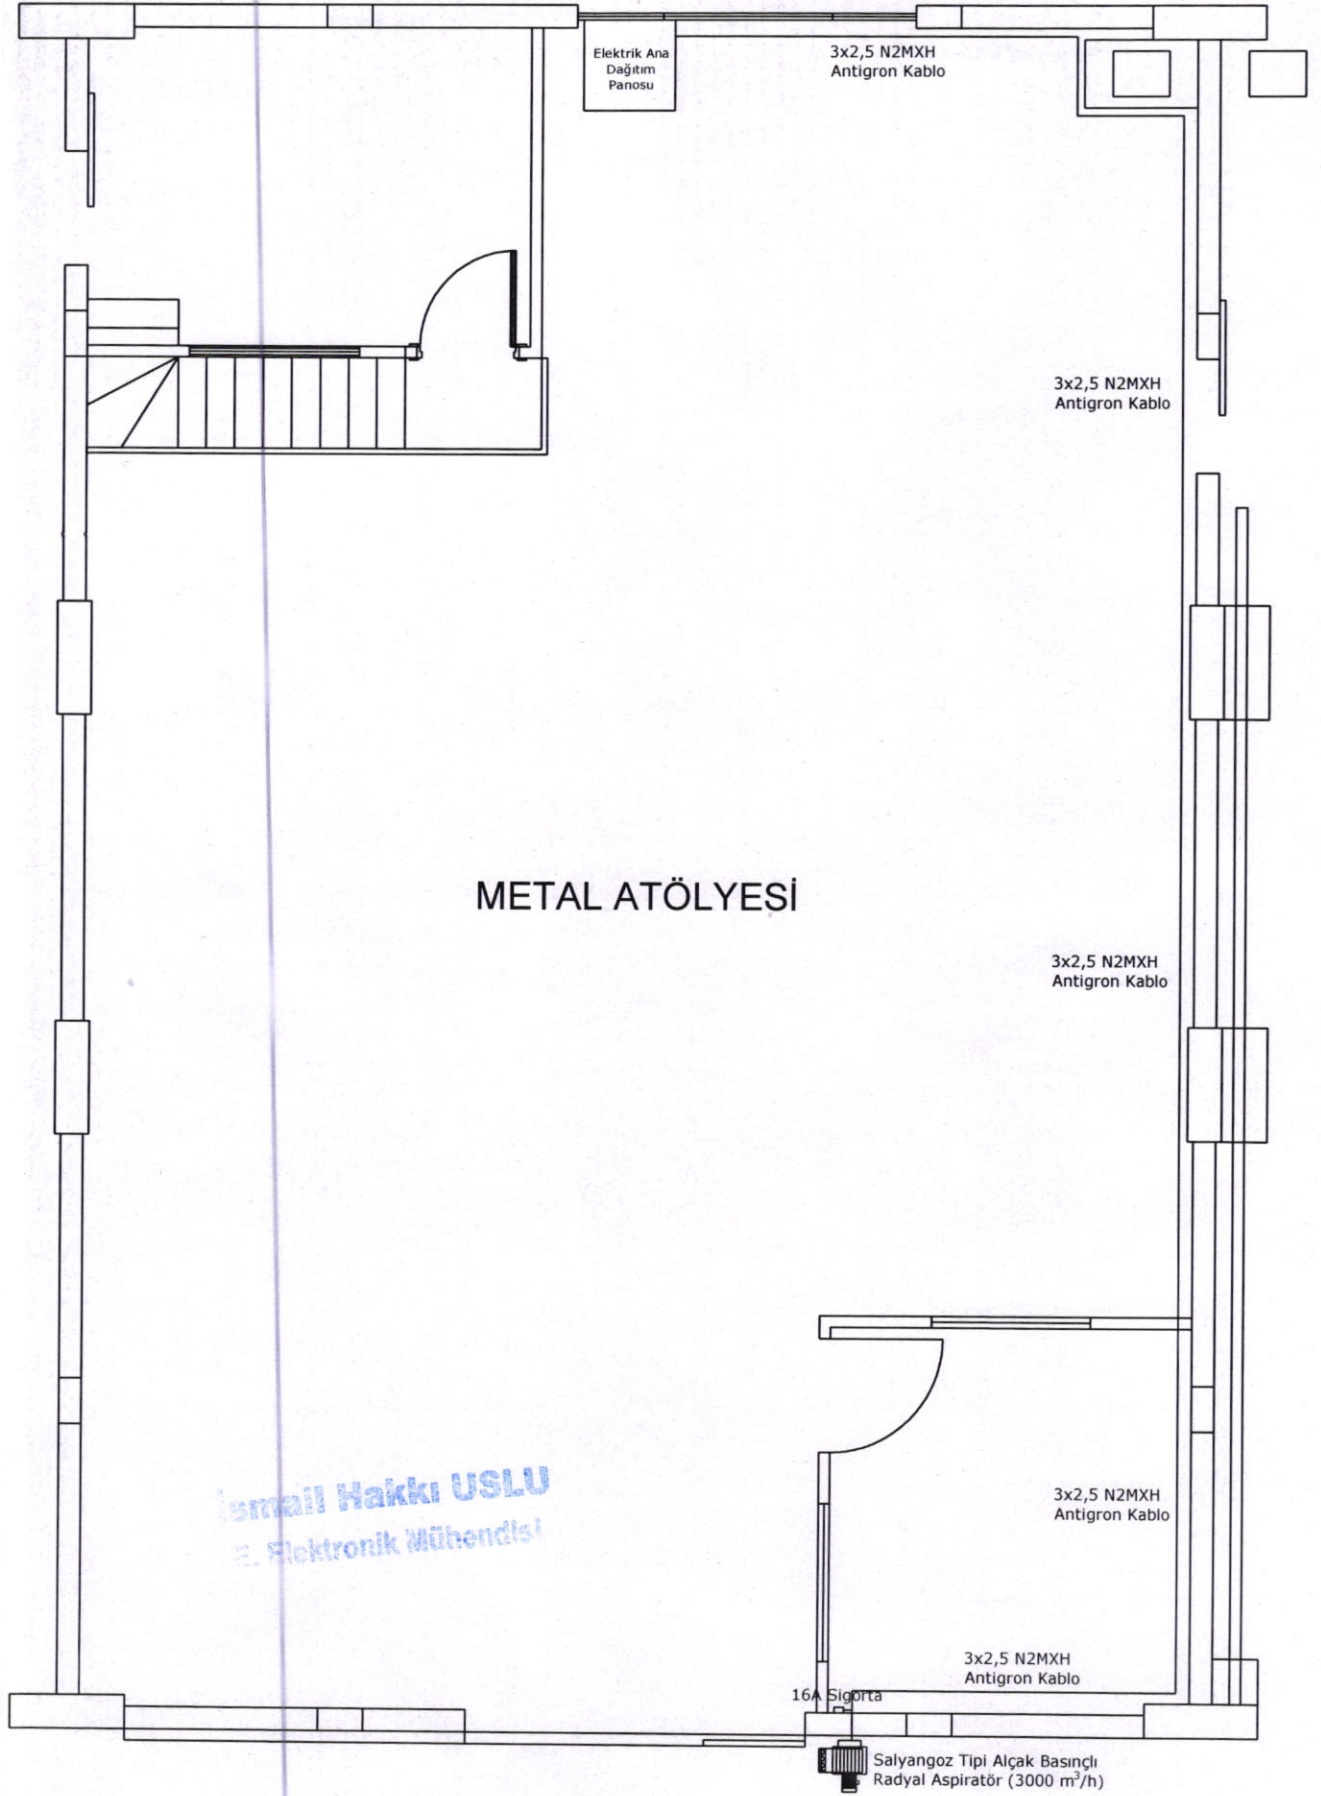 Elektrik Ana
Dağıtım
Panosu
3x2,5 N2MXH
Antigron Kablo
3x2,5 N2MXH
Antigron Kablo
METAL ATÖLYESİ
3x2,5 N2MXH
Antigron Kablo
İsmail Hakkı USLU
E. Elektronik Mühendisi
3x2,5 N2MXH
Antigron Kablo
3x2,5 N2MXH
Antigron Kablo
16A Sigorta
Salyangoz Tipi Alçak Basınçlı
Radyal Aspiratör (3000 m³/h)